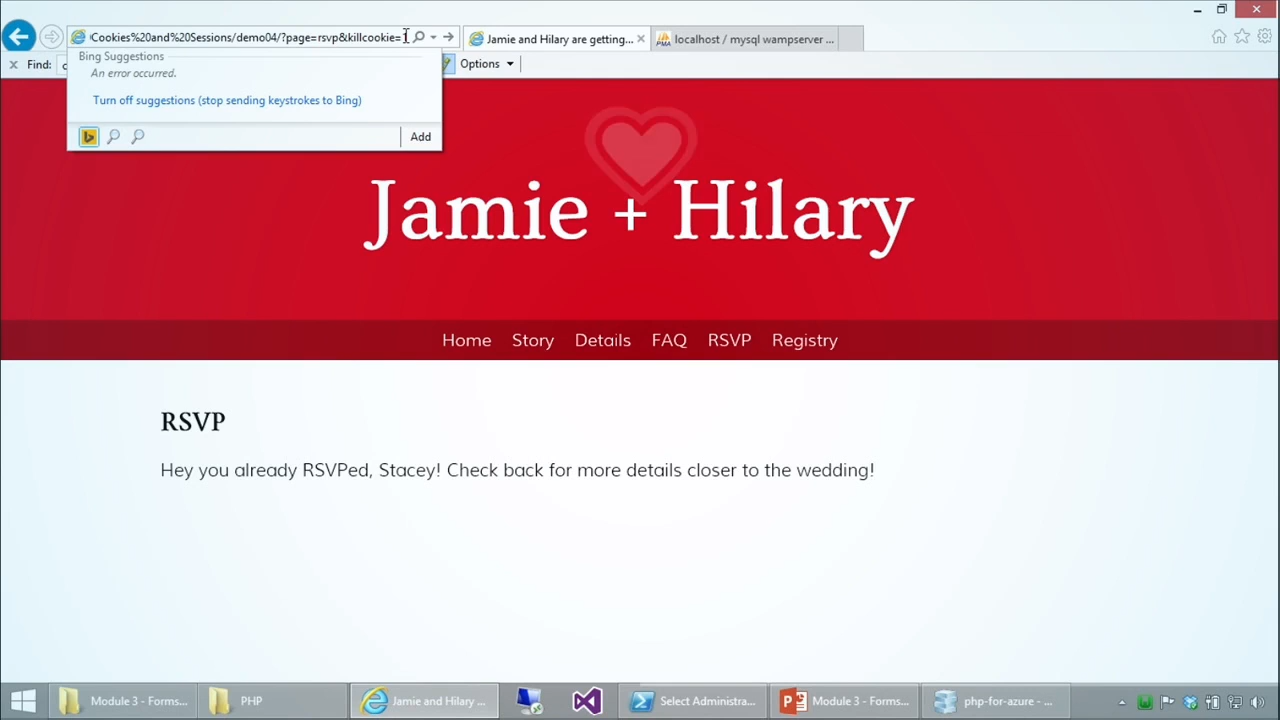 Cookies%20and%20Sessions/demo04/?page=rsvp&killcookie=
Jamie and Hilary are getting...
localhost / mysql wampserver ...
Bing Suggestions
An error occurred.
Turn off suggestions (stop sending keystrokes to Bing)
Add
Find:
Options
Jamie + Hilary
Home Story Details FAQ RSVP Registry
RSVP
Hey you already RSVPed, Stacey! Check back for more details closer to the wedding!
Module 3 - Forms...
PHP
Jamie and Hilary ...
Select Administra...
Module 3 - Forms...
php-for-azure - ...